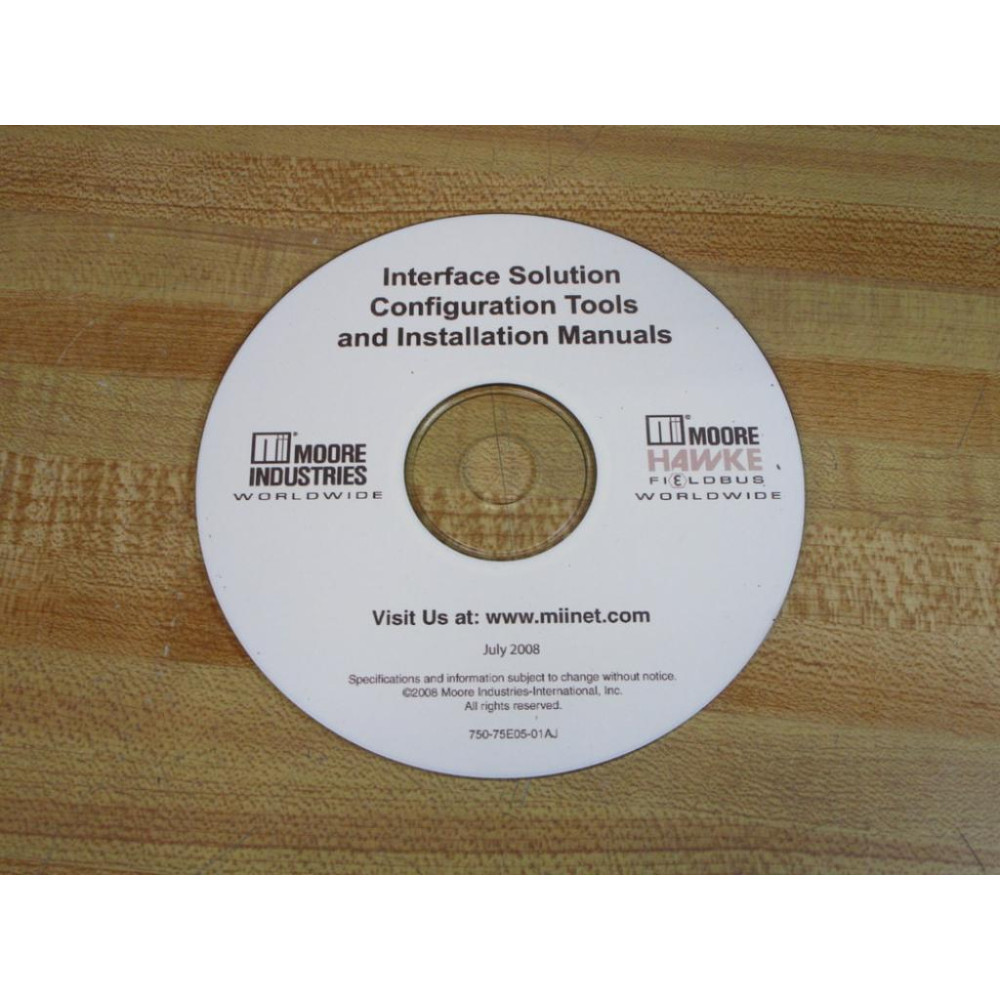 Interface Solution
Configuration Tools
and Installation Manuals
MOORE
INDUSTRIES
WORLDWIDE
MOORE
HAWKE
FIELDBUS
WORLDWIDE
Visit Us at: www.miinet.com
July 2008
Specifications and information subject to change without notice.
©2008 Moore Industries-International, Inc.
All rights reserved.
750-75E05-01AJ